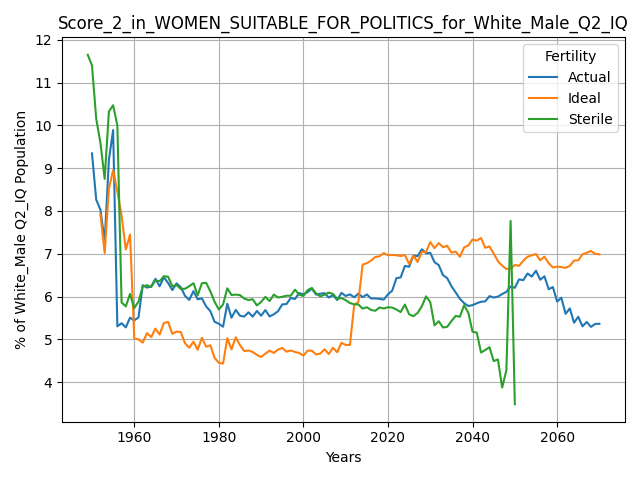 Score_2_in_WOMEN_SUITABLE_FOR_POLITICS_for_White_Male_Q2_IQ
12
11
10
9
8
7
6
5
4
% of White_Male Q2_IQ Population
Fertility
Actual
Ideal
Sterile
1960
1980
2000
2020
2040
2060
Years